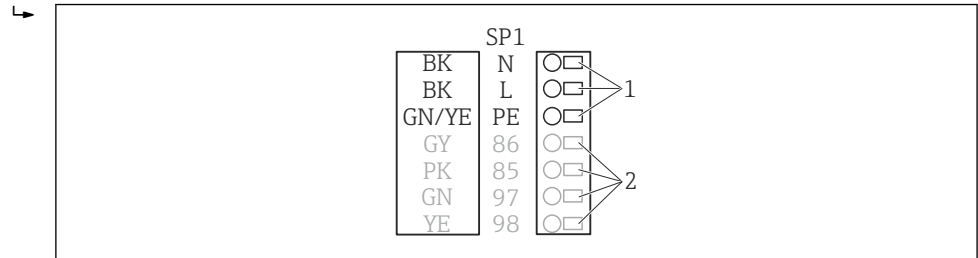 SP1
BK N
BK L
1
GN/YE PE
GY 86
PK 85
2
GN 97
YE 98